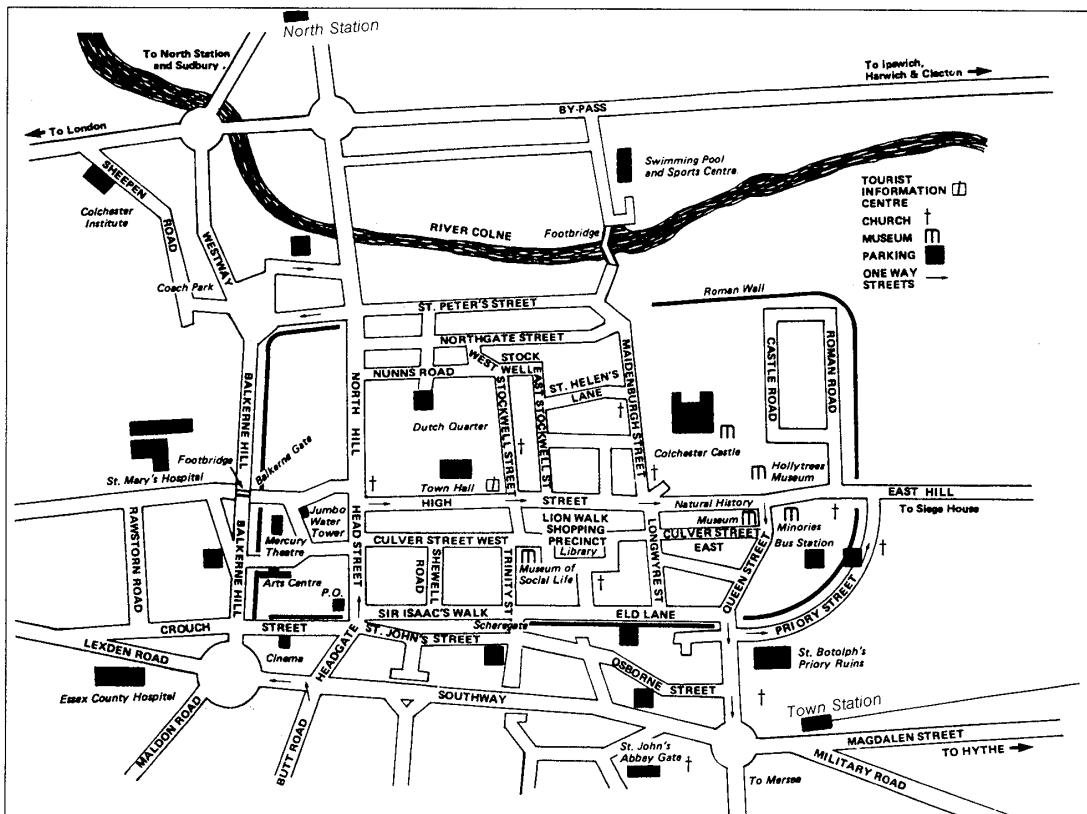 North Station
To North Station
and Sudbury
To Ipswich,
Harwich & Clacton
BY-PASS
To London
SHEEPEN
ROAD
Colchester
Institute
WESTWAY
Swimming Pool
and Sports Centre
TOURIST
INFORMATION
CENTRE
CHURCH
MUSEUM
PARKING
ONE WAY
STREETS
RIVER COLNE
Footbridge
Coach Park
Roman Wall
ST. PETER'S STREET
NORTHGATE STREET
WEST STOCKWELL STREET
STOCK
WELL
NUNNS ROAD
EAST STOCKWELL ST
ST. HELEN'S
LANE
MAIDENBURGH STREET
CASTLE ROAD
ROMAN ROAD
BALKERNE HILL
NORTH HILL
Dutch Quarter
Colchester Castle
Footbridge
Balkerne Gate
St. Mary's Hospital
Town Hall
Hollytrees
Museum
HIGH STREET
Natural History
Museum
EAST HILL
To Siege House
RAWSTORN ROAD
BALKERNE HILL
Jumbo
Water
Tower
Mercury
Theatre
HEAD STREET
CULVER STREET WEST
LION WALK
SHOPPING
PRECINCT
Library
LONGWYRE ST
CULVER STREET
EAST
Minories
Bus Station
QUEEN STREET
Arts Centre
P.O.
SHEWELL
ROAD
TRINITY ST
Museum of
Social Life
SIR ISAAC'S WALK
ELD LANE
PRIORY STREET
CROUCH STREET
Scheregate
LEXDEN ROAD
Cinema
HEADGATE
ST. JOHN'S STREET
OSBORNE STREET
St. Botolph's
Priory Ruins
Essex County Hospital
SOUTHWAY
Town Station
MALDON ROAD
BUTT ROAD
St. John's
Abbey Gate
MAGDALEN STREET
TO HYTHE
MILITARY ROAD
To Mersea